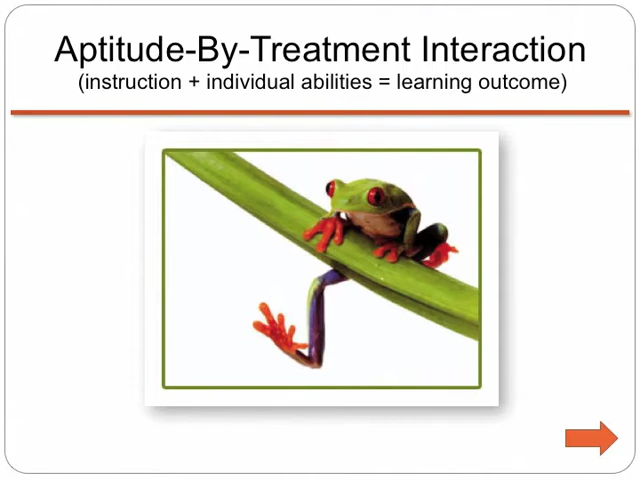 Aptitude-By-Treatment Interaction
(instruction + individual abilities = learning outcome)